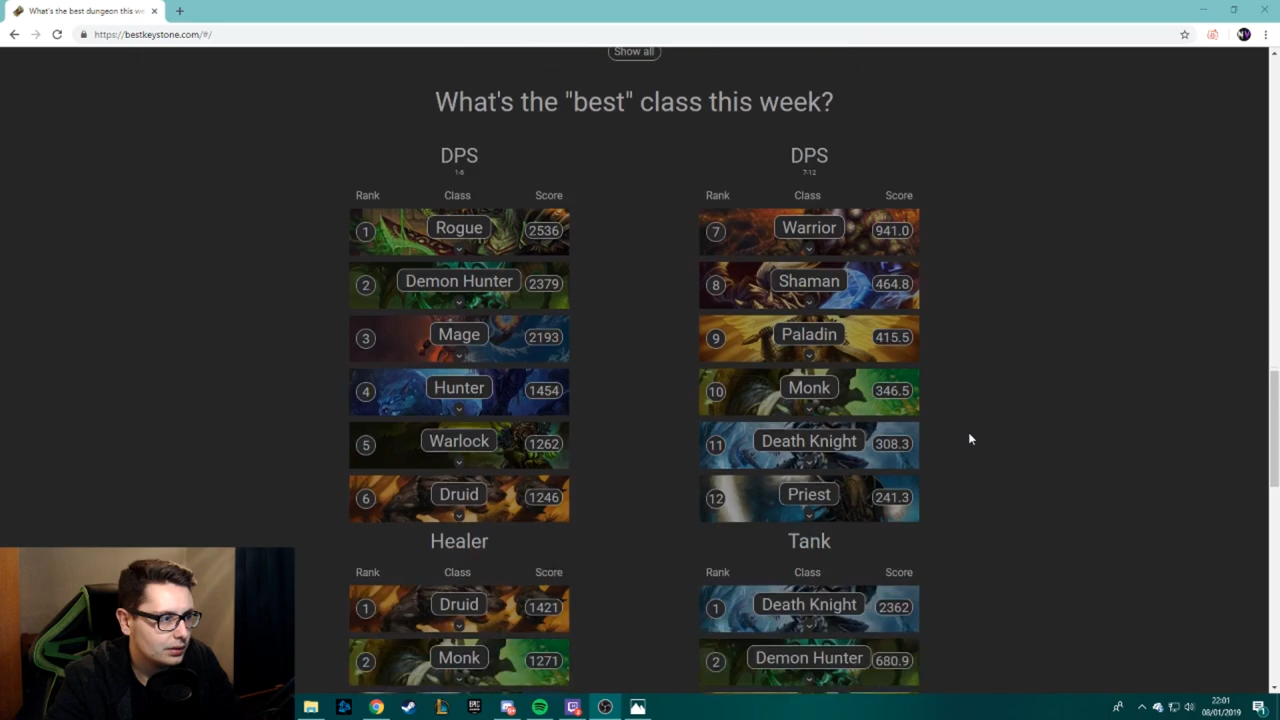 What's the best dungeon this we
https://bestkeystone.com/#/
Show all
What's the "best" class this week?
DPS
1-6
Rank Class Score
1 Rogue 2536
2 Demon Hunter 2379
3 Mage 2193
4 Hunter 1454
5 Warlock 1262
6 Druid 1246
DPS
7-12
Rank Class Score
7 Warrior 941.0
8 Shaman 464.8
9 Paladin 415.5
10 Monk 346.5
11 Death Knight 308.3
12 Priest 241.3
Healer
Rank Class Score
1 Druid 1421
2 Monk 1271
Tank
Rank Class Score
1 Death Knight 2362
2 Demon Hunter 680.9
22:01
08/01/2019